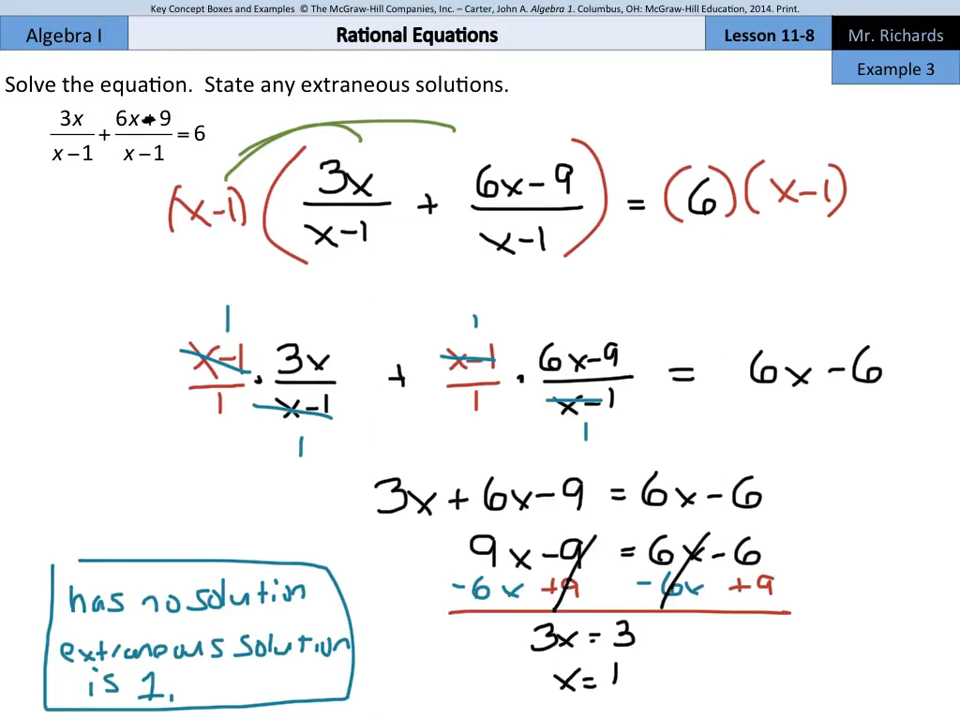 Key Concept Boxes and Examples © The McGraw-Hill Companies, Inc. – Carter, John A. Algebra 1. Columbus, OH: McGraw-Hill Education, 2014. Print.
Algebra I Rational Equations Lesson 11-8 Mr. Richards
Example 3
Solve the equation. State any extraneous solutions.
3x/(x – 1) + (6x - 9)/(x – 1) = 6
(x-1) (3x/(x-1) + (6x-9)/(x-1)) = (6)(x-1)
1 1
(x-1)/1 · 3x/(x-1) + (x-1)/1 · (6x-9)/(x-1) = 6x-6
1 1
3x+6x-9 = 6x-6
9x-9 = 6x-6
-6x +9 -6x +9
3x = 3
x = 1
has no solution
extraneous solution
is 1.